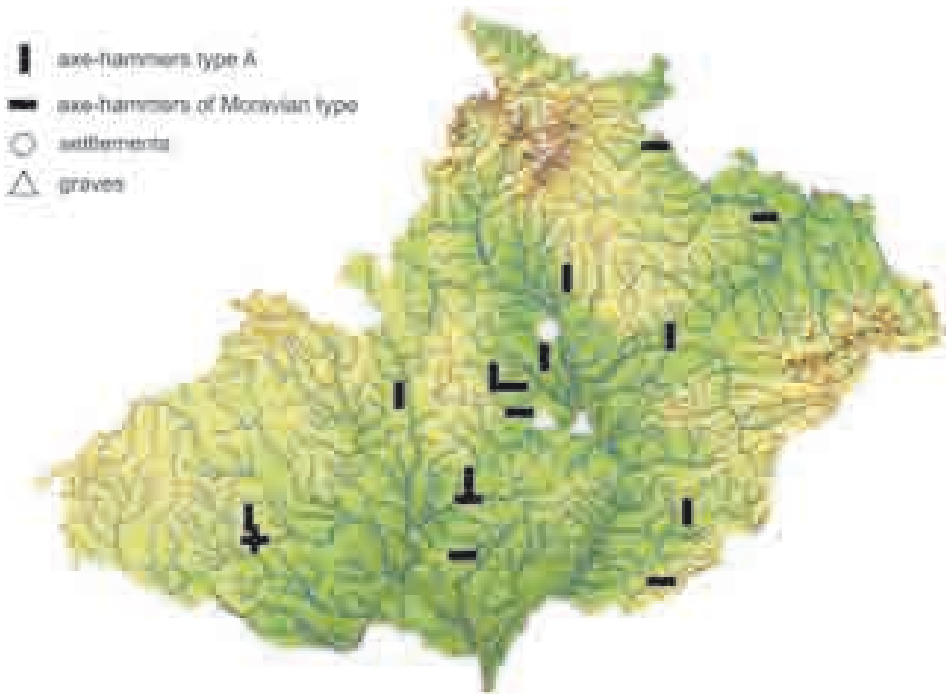 axe-hammers type A
axe-hammers of Moravian type
settlements
graves